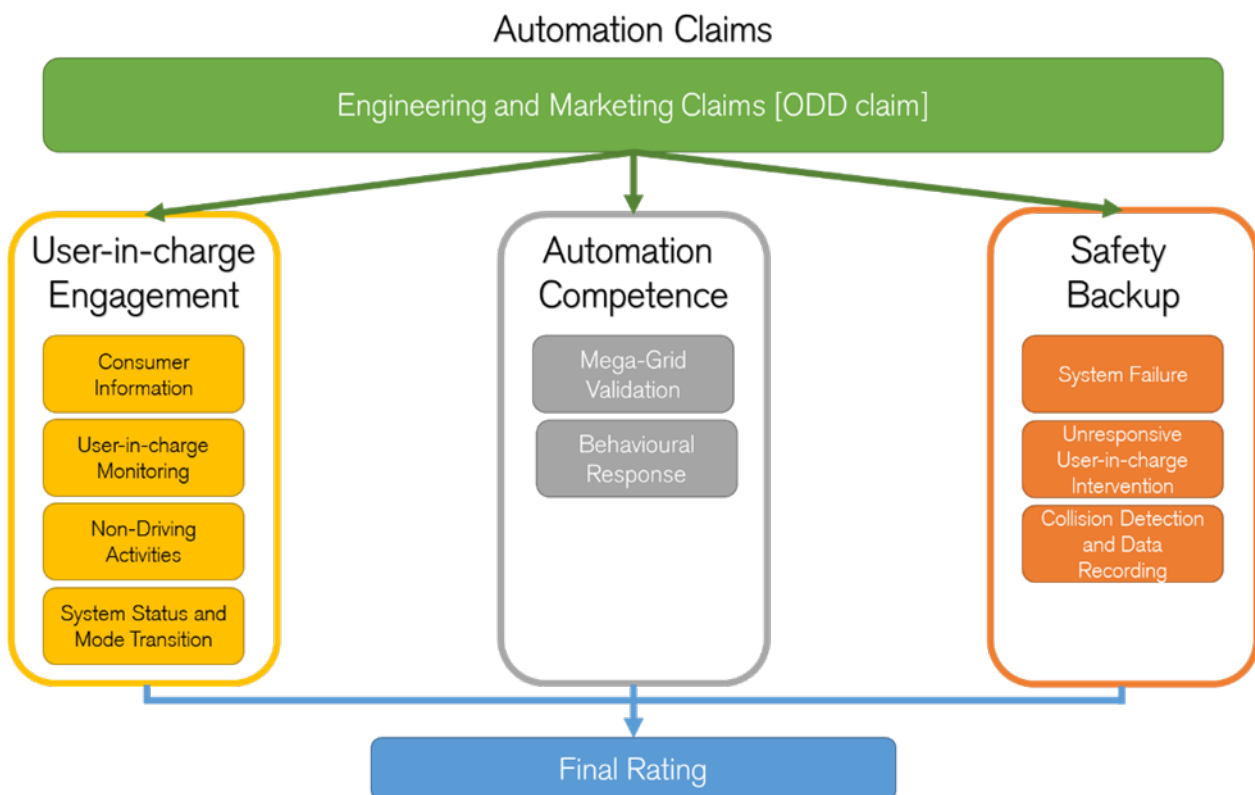 Automation Claims
Engineering and Marketing Claims [ODD claim]
User-in-charge
Engagement
Consumer
Information
User-in-charge
Monitoring
Non-Driving
Activities
System Status and
Mode Transition
Automation
Competence
Mega-Grid
Validation
Behavioural
Response
Safety
Backup
System Failure
Unresponsive
User-in-charge
Intervention
Collision Detection
and Data
Recording
Final Rating